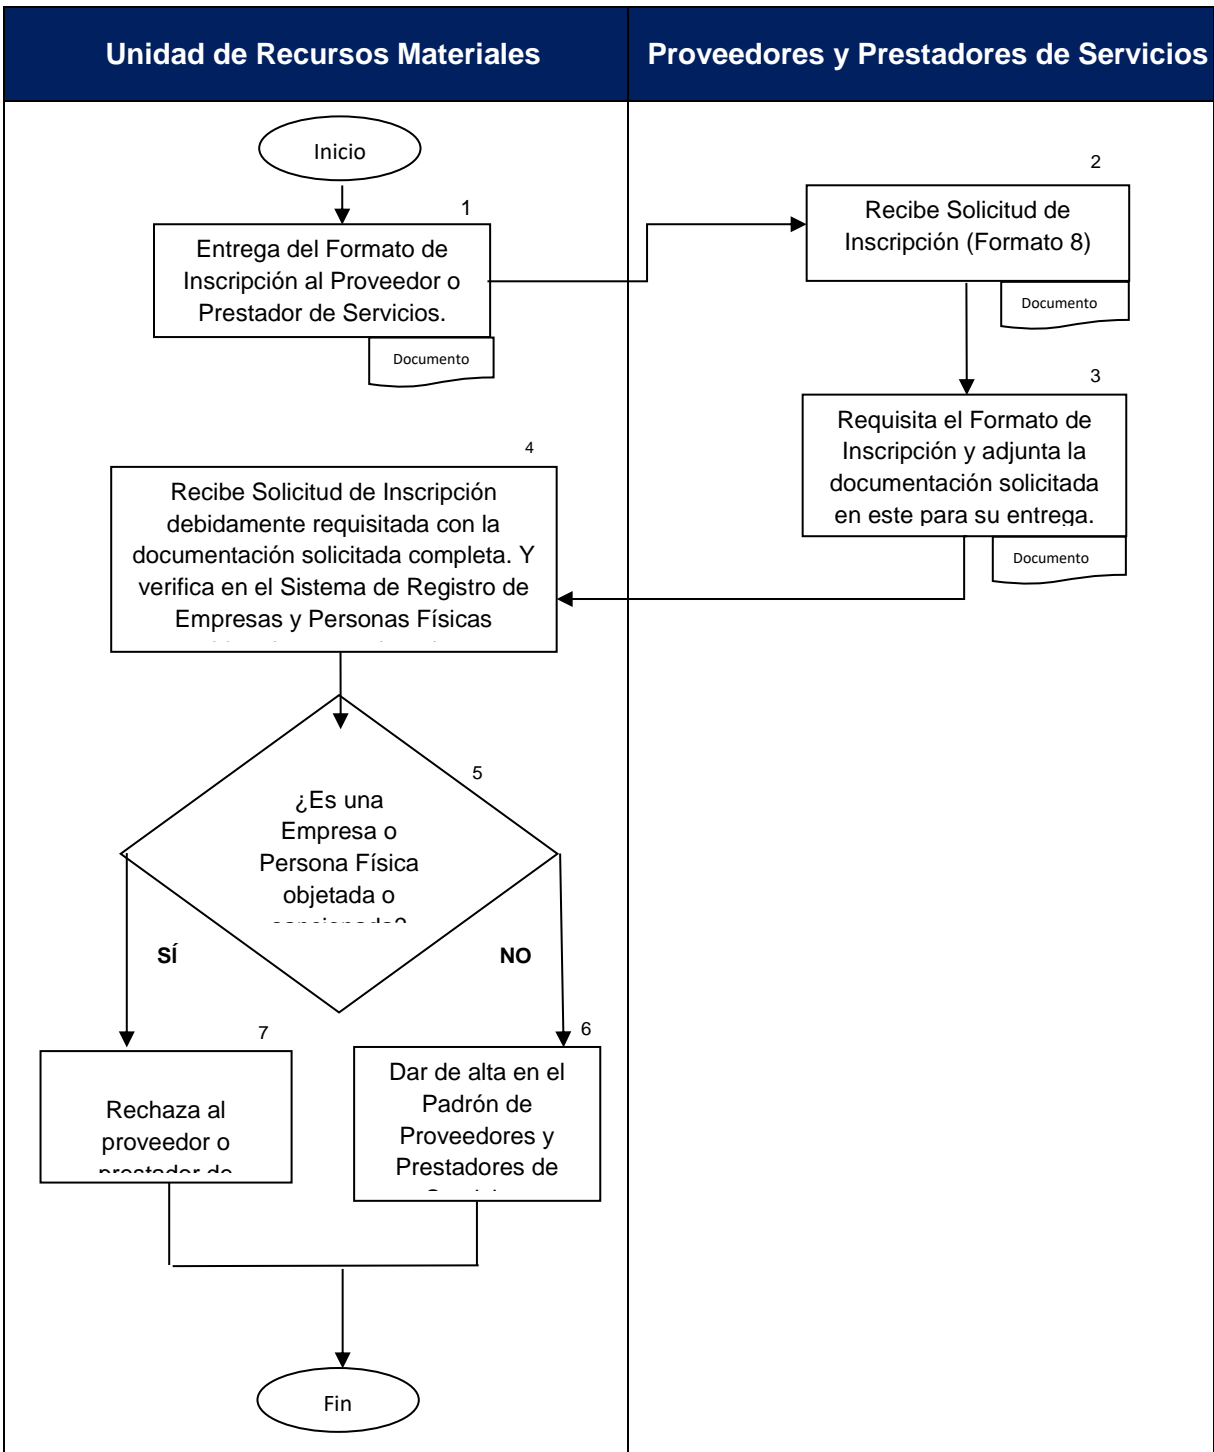 Unidad de Recursos Materiales
Proveedores y Prestadores de Servicios
Inicio
1
Entrega del Formato de
Inscripción al Proveedor o
Prestador de Servicios.
Documento
2
Recibe Solicitud de
Inscripción (Formato 8)
Documento
3
Requisita el Formato de
Inscripción y adjunta la
documentación solicitada
en este para su entrega.
Documento
4
Recibe Solicitud de Inscripción
debidamente requisitada con la
documentación solicitada completa. Y
verifica en el Sistema de Registro de
Empresas y Personas Físicas
5
¿Es una
Empresa o
Persona Física
objetada o
sancionada?
SÍ
NO
7
Rechaza al
proveedor o
prestador de
6
Dar de alta en el
Padrón de
Proveedores y
Prestadores de
Fin